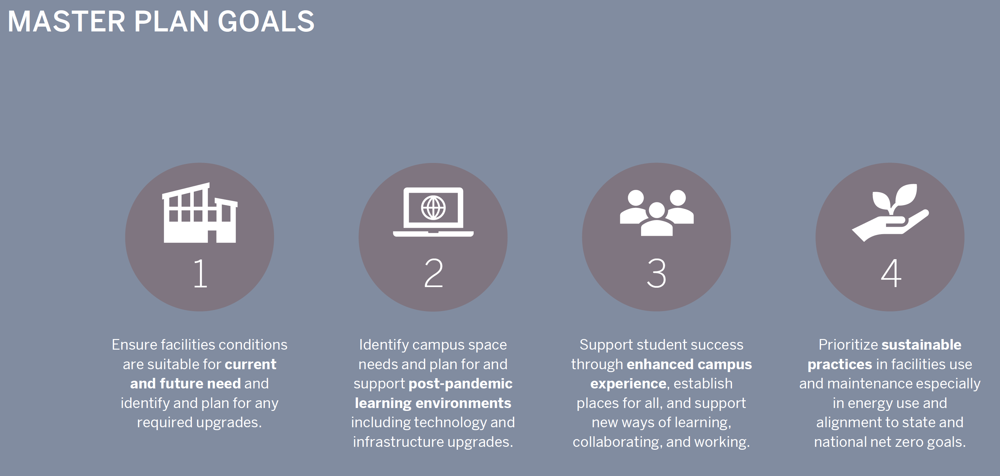 MASTER PLAN GOALS
1
Ensure facilities conditions
are suitable for current
and future need and
identify and plan for any
required upgrades.
2
Identify campus space
needs and plan for and
support post-pandemic
learning environments
including technology and
infrastructure upgrades.
3
Support student success
through enhanced campus
experience, establish
places for all, and support
new ways of learning,
collaborating, and working.
4
Prioritize sustainable
practices in facilities use
and maintenance especially
in energy use and
alignment to state and
national net zero goals.